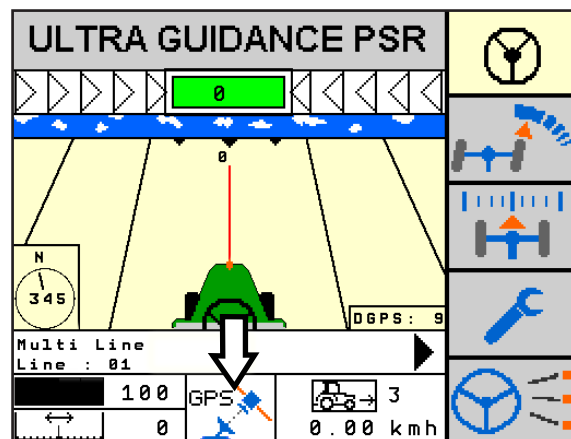 ULTRA GUIDANCE PSR
0
0
N
345
DGPS: 9
Multi Line
Line : 01
100
GPS
3
0
0.00 kmh